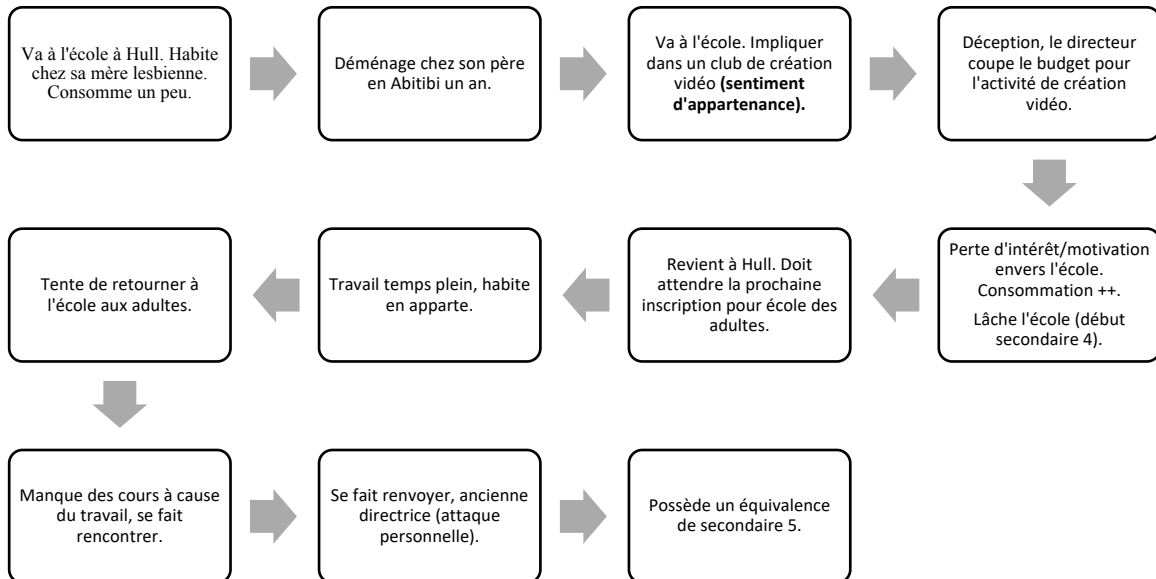 Va à l'école à Hull. Habite
chez sa mère lesbienne.
Consomme un peu.
Déménage chez son père
en Abitibi un an.
Va à l'école. Impliquer
dans un club de création
vidéo (sentiment
d'appartenance).
Déception, le directeur
coupe le budget pour
l'activité de création
vidéo.
Perte d'intérêt/motivation
envers l'école.
Consommation ++.
Lâche l'école (début
secondaire 4).
Revient à Hull. Doit
attendre la prochaine
inscription pour école des
adultes.
Travail temps plein, habite
en apparte.
Tente de retourner à
l'école aux adultes.
Manque des cours à cause
du travail, se fait
rencontrer.
Se fait renvoyer, ancienne
directrice (attaque
personnelle).
Possède un équivalence
de secondaire 5.